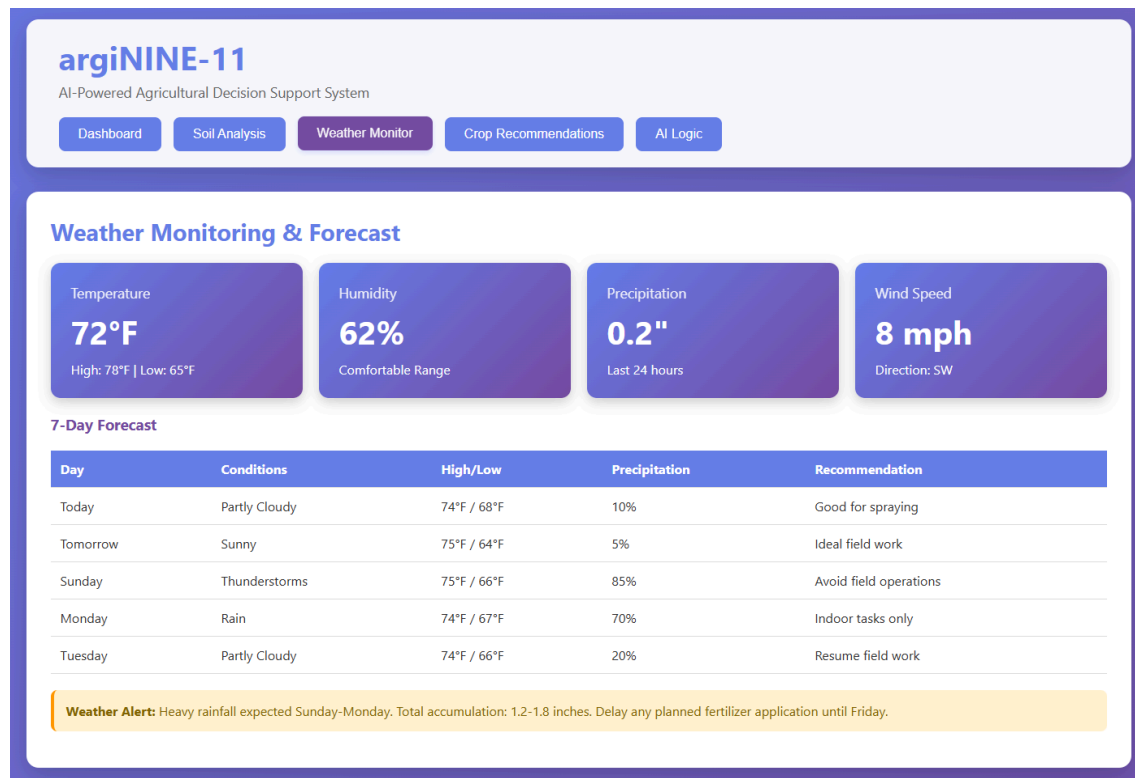 argiNINE-11
AI-Powered Agricultural Decision Support System
Dashboard Soil Analysis Weather Monitor Crop Recommendations AI Logic
Weather Monitoring & Forecast
Temperature Humidity Precipitation Wind Speed
72°F 62% 0.2" 8 mph
High: 78°F | Low: 65°F Comfortable Range Last 24 hours Direction: SW
7-Day Forecast
Day Conditions High/Low Precipitation Recommendation
Today Partly Cloudy 74°F / 68°F 10% Good for spraying
Tomorrow Sunny 75°F / 64°F 5% Ideal field work
Sunday Thunderstorms 75°F / 66°F 85% Avoid field operations
Monday Rain 74°F / 67°F 70% Indoor tasks only
Tuesday Partly Cloudy 74°F / 66°F 20% Resume field work
Weather Alert: Heavy rainfall expected Sunday-Monday. Total accumulation: 1.2-1.8 inches. Delay any planned fertilizer application until Friday.